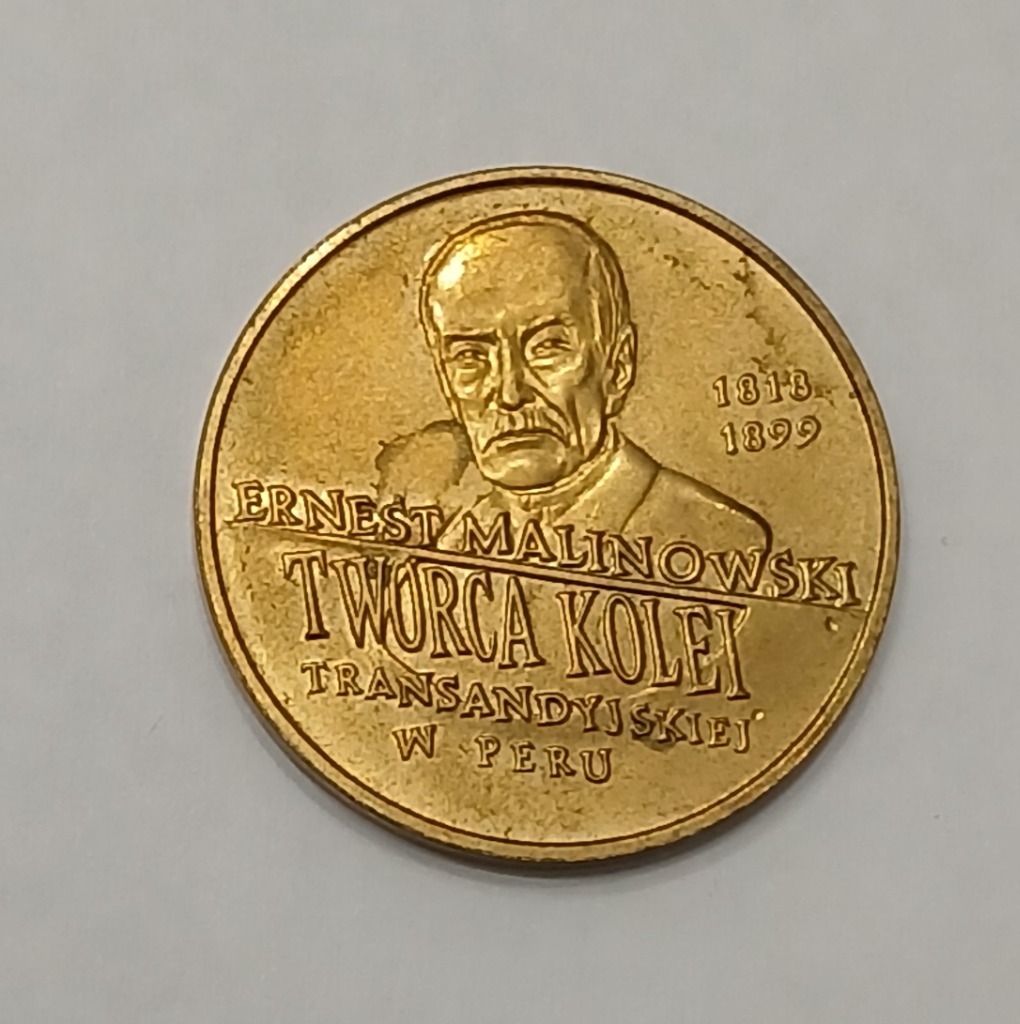 1818
1899
ERNEST MALINOWSKI
TWÓRCA KOLEI
TRANSANDYJSKIEJ
W PERU